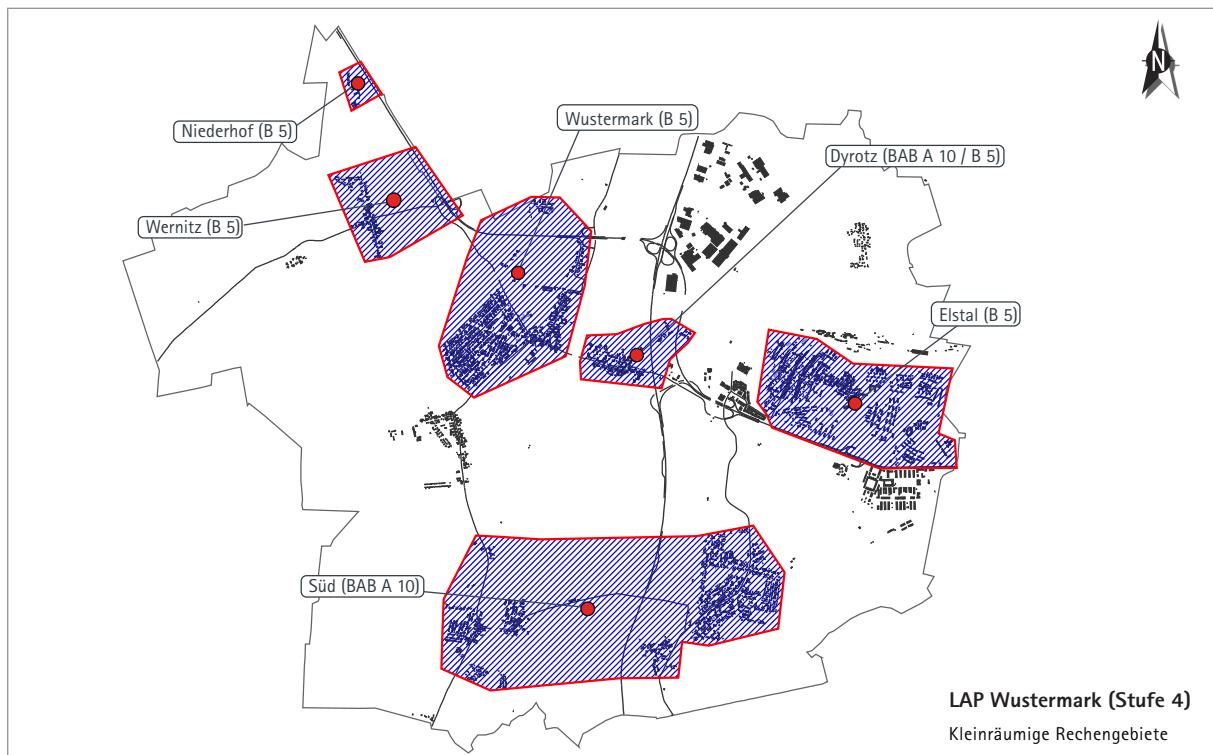 N
Wustermark (B 5)
Niederhof (B 5)
Dyrotz (BAB A 10 / B 5)
Wernitz (B 5)
Elstal (B 5)
Süd (BAB A 10)
LAP Wustermark (Stufe 4)
Kleinräumige Rechengebiete